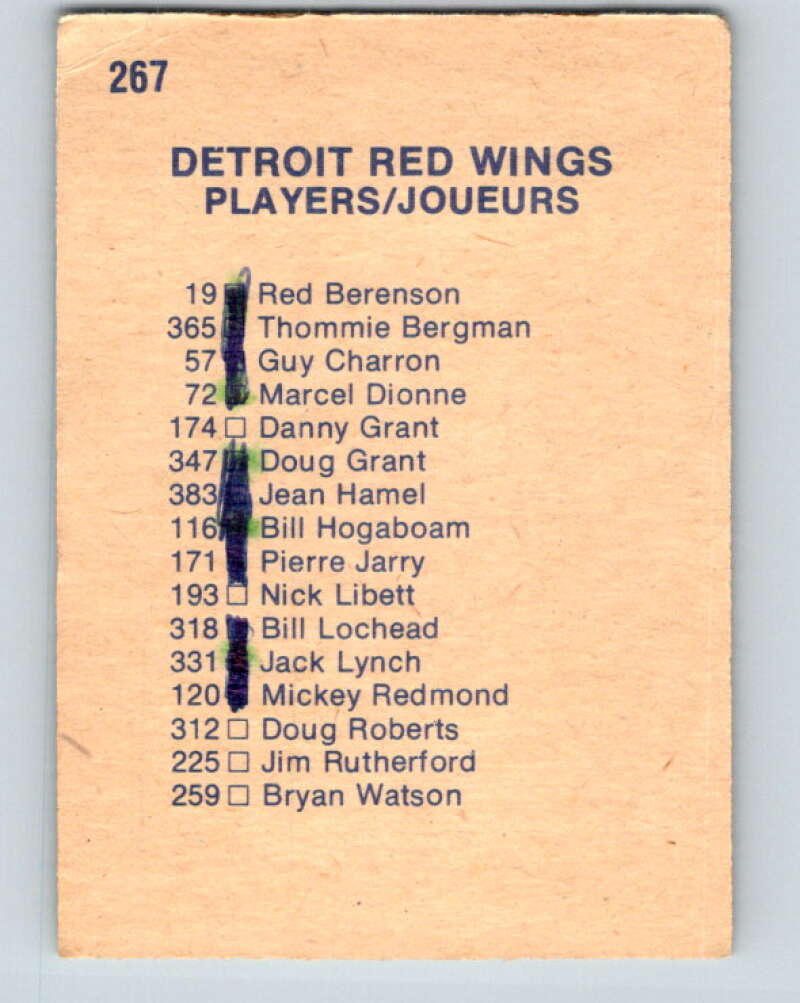 267
DETROIT RED WINGS
PLAYERS/JOUEURS
19 Red Berenson
365 Thommie Bergman
57 Guy Charron
72 Marcel Dionne
174 □ Danny Grant
347 Doug Grant
383 Jean Hamel
116 Bill Hogaboam
171 Pierre Jarry
193 □ Nick Libett
318 Bill Lochead
331 Jack Lynch
120 Mickey Redmond
312 □ Doug Roberts
225 □ Jim Rutherford
259 □ Bryan Watson